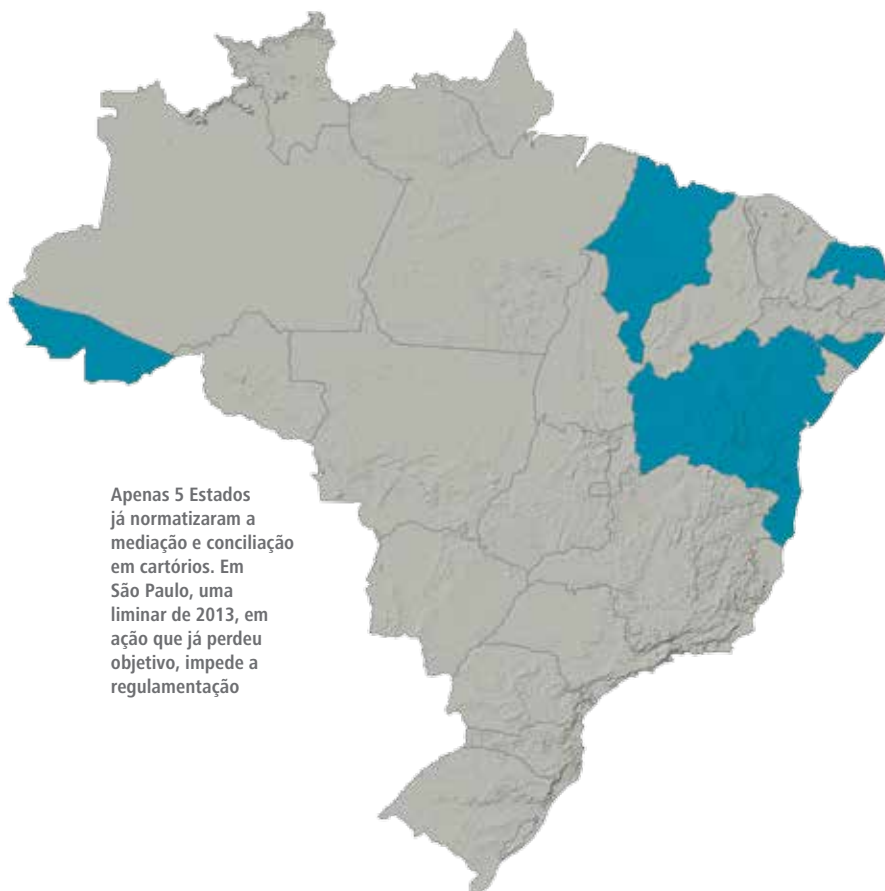 Apenas 5 Estados
já normatizaram a
mediação e conciliação
em cartórios. Em
São Paulo, uma
liminar de 2013, em
ação que já perdeu
objetivo, impede a
regulamentação